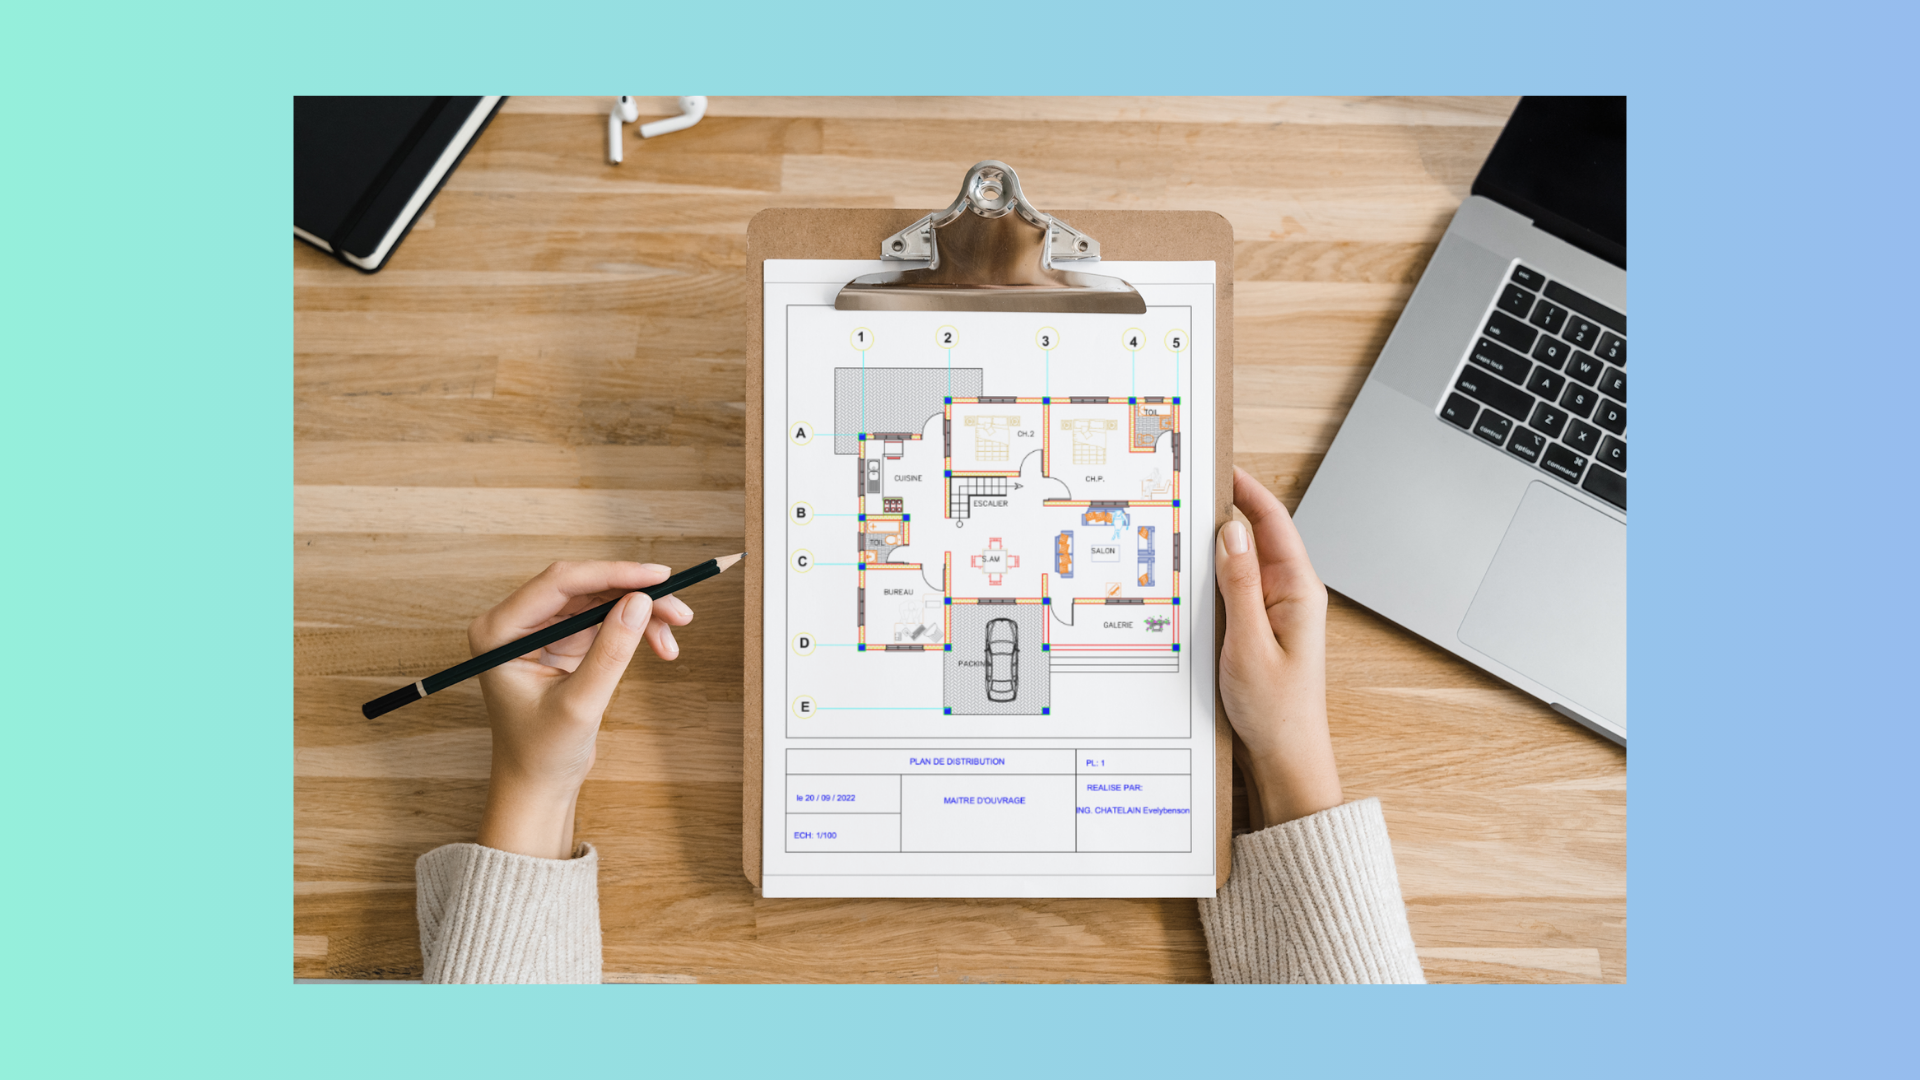 1 2 3 4 5
A
B
C
D
E
TOIL
CH.2
CUISINE
CH.P.
ESCALIER
TOIL
S.AM
SALON
BUREAU
GALERIE
PACKIN
PLAN DE DISTRIBUTION
PL: 1
le 20 / 09 / 2022
MAITRE D'OUVRAGE
REALISE PAR:
ING. CHATELAIN Evelybenson
ECH: 1/100
esc
tab
caps lock
shift
fn
control
option
command
! 1
@ 2
# 3
Q W E
A S D
Z X C